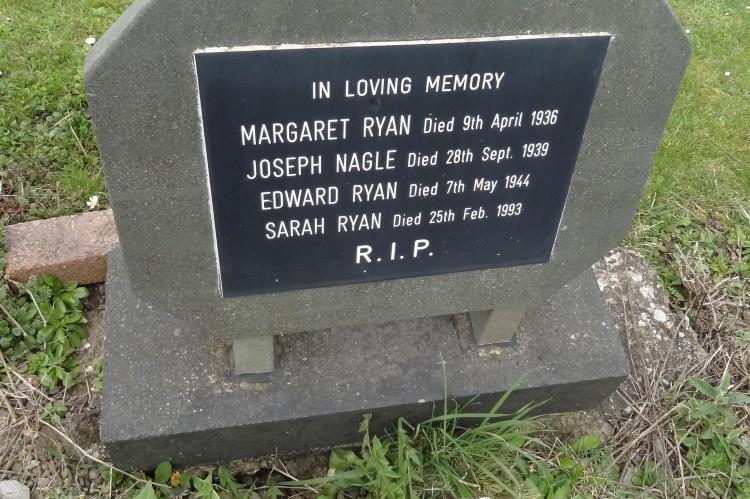 IN LOVING MEMORY
MARGARET RYAN Died 9th April 1936
JOSEPH NAGLE Died 28th Sept. 1939
EDWARD RYAN Died 7th May 1944
SARAH RYAN Died 25th Feb. 1993
R.I.P.